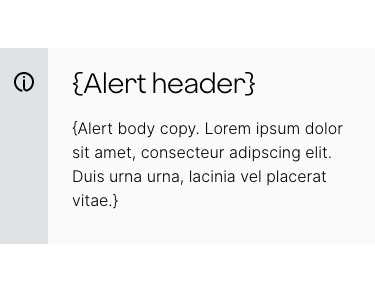 {Alert header}
{Alert body copy. Lorem ipsum dolor
sit amet, consecteur adipscing elit.
Duis urna urna, lacinia vel placerat
vitae.}